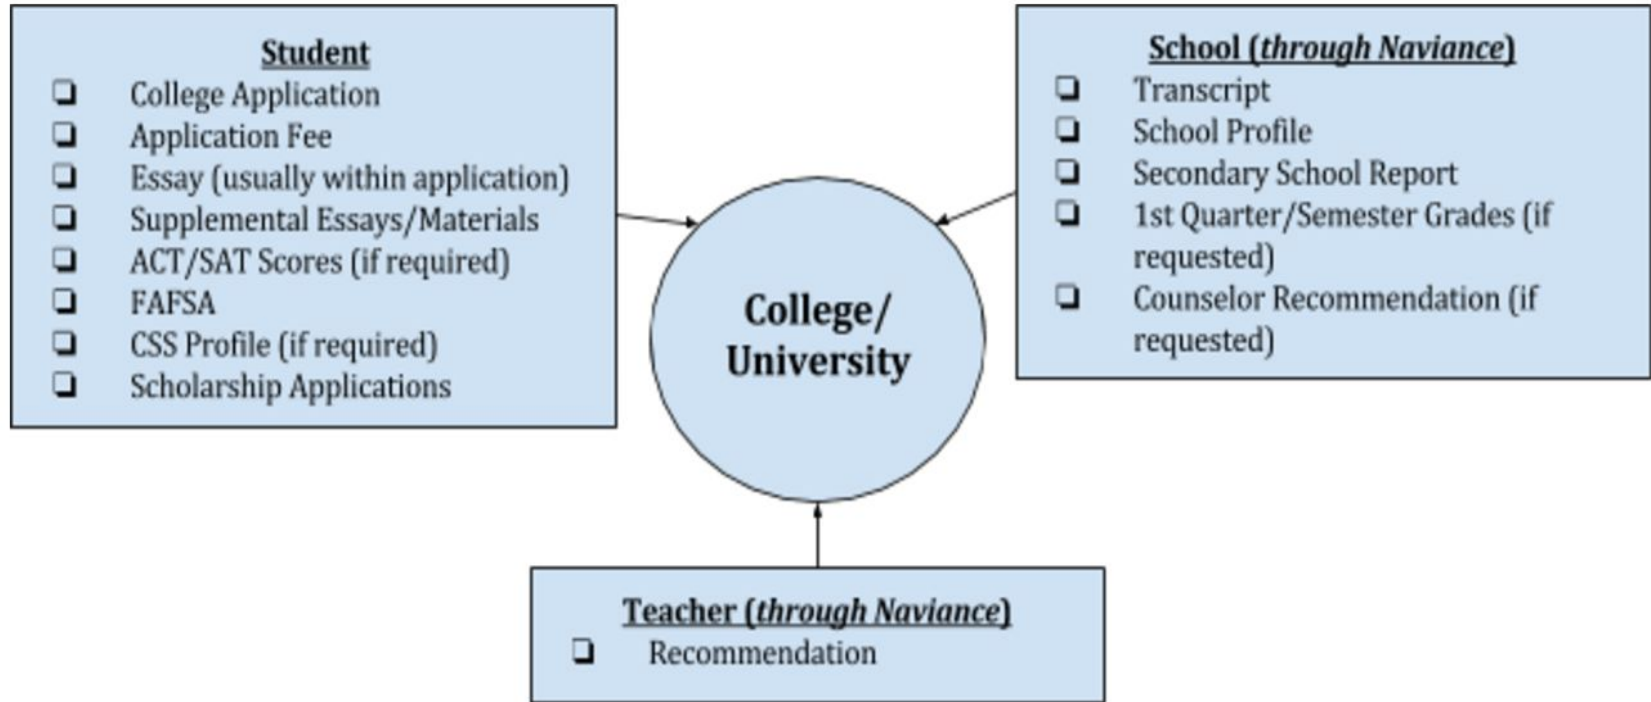 Student
❏ College Application
❏ Application Fee
❏ Essay (usually within application)
❏ Supplemental Essays/Materials
❏ ACT/SAT Scores (if required)
❏ FAFSA
❏ CSS Profile (if required)
❏ Scholarship Applications
School (through Naviance)
❏ Transcript
❏ School Profile
❏ Secondary School Report
❏ 1st Quarter/Semester Grades (if
requested)
❏ Counselor Recommendation (if
requested)
College/
University
Teacher (through Naviance)
❏ Recommendation